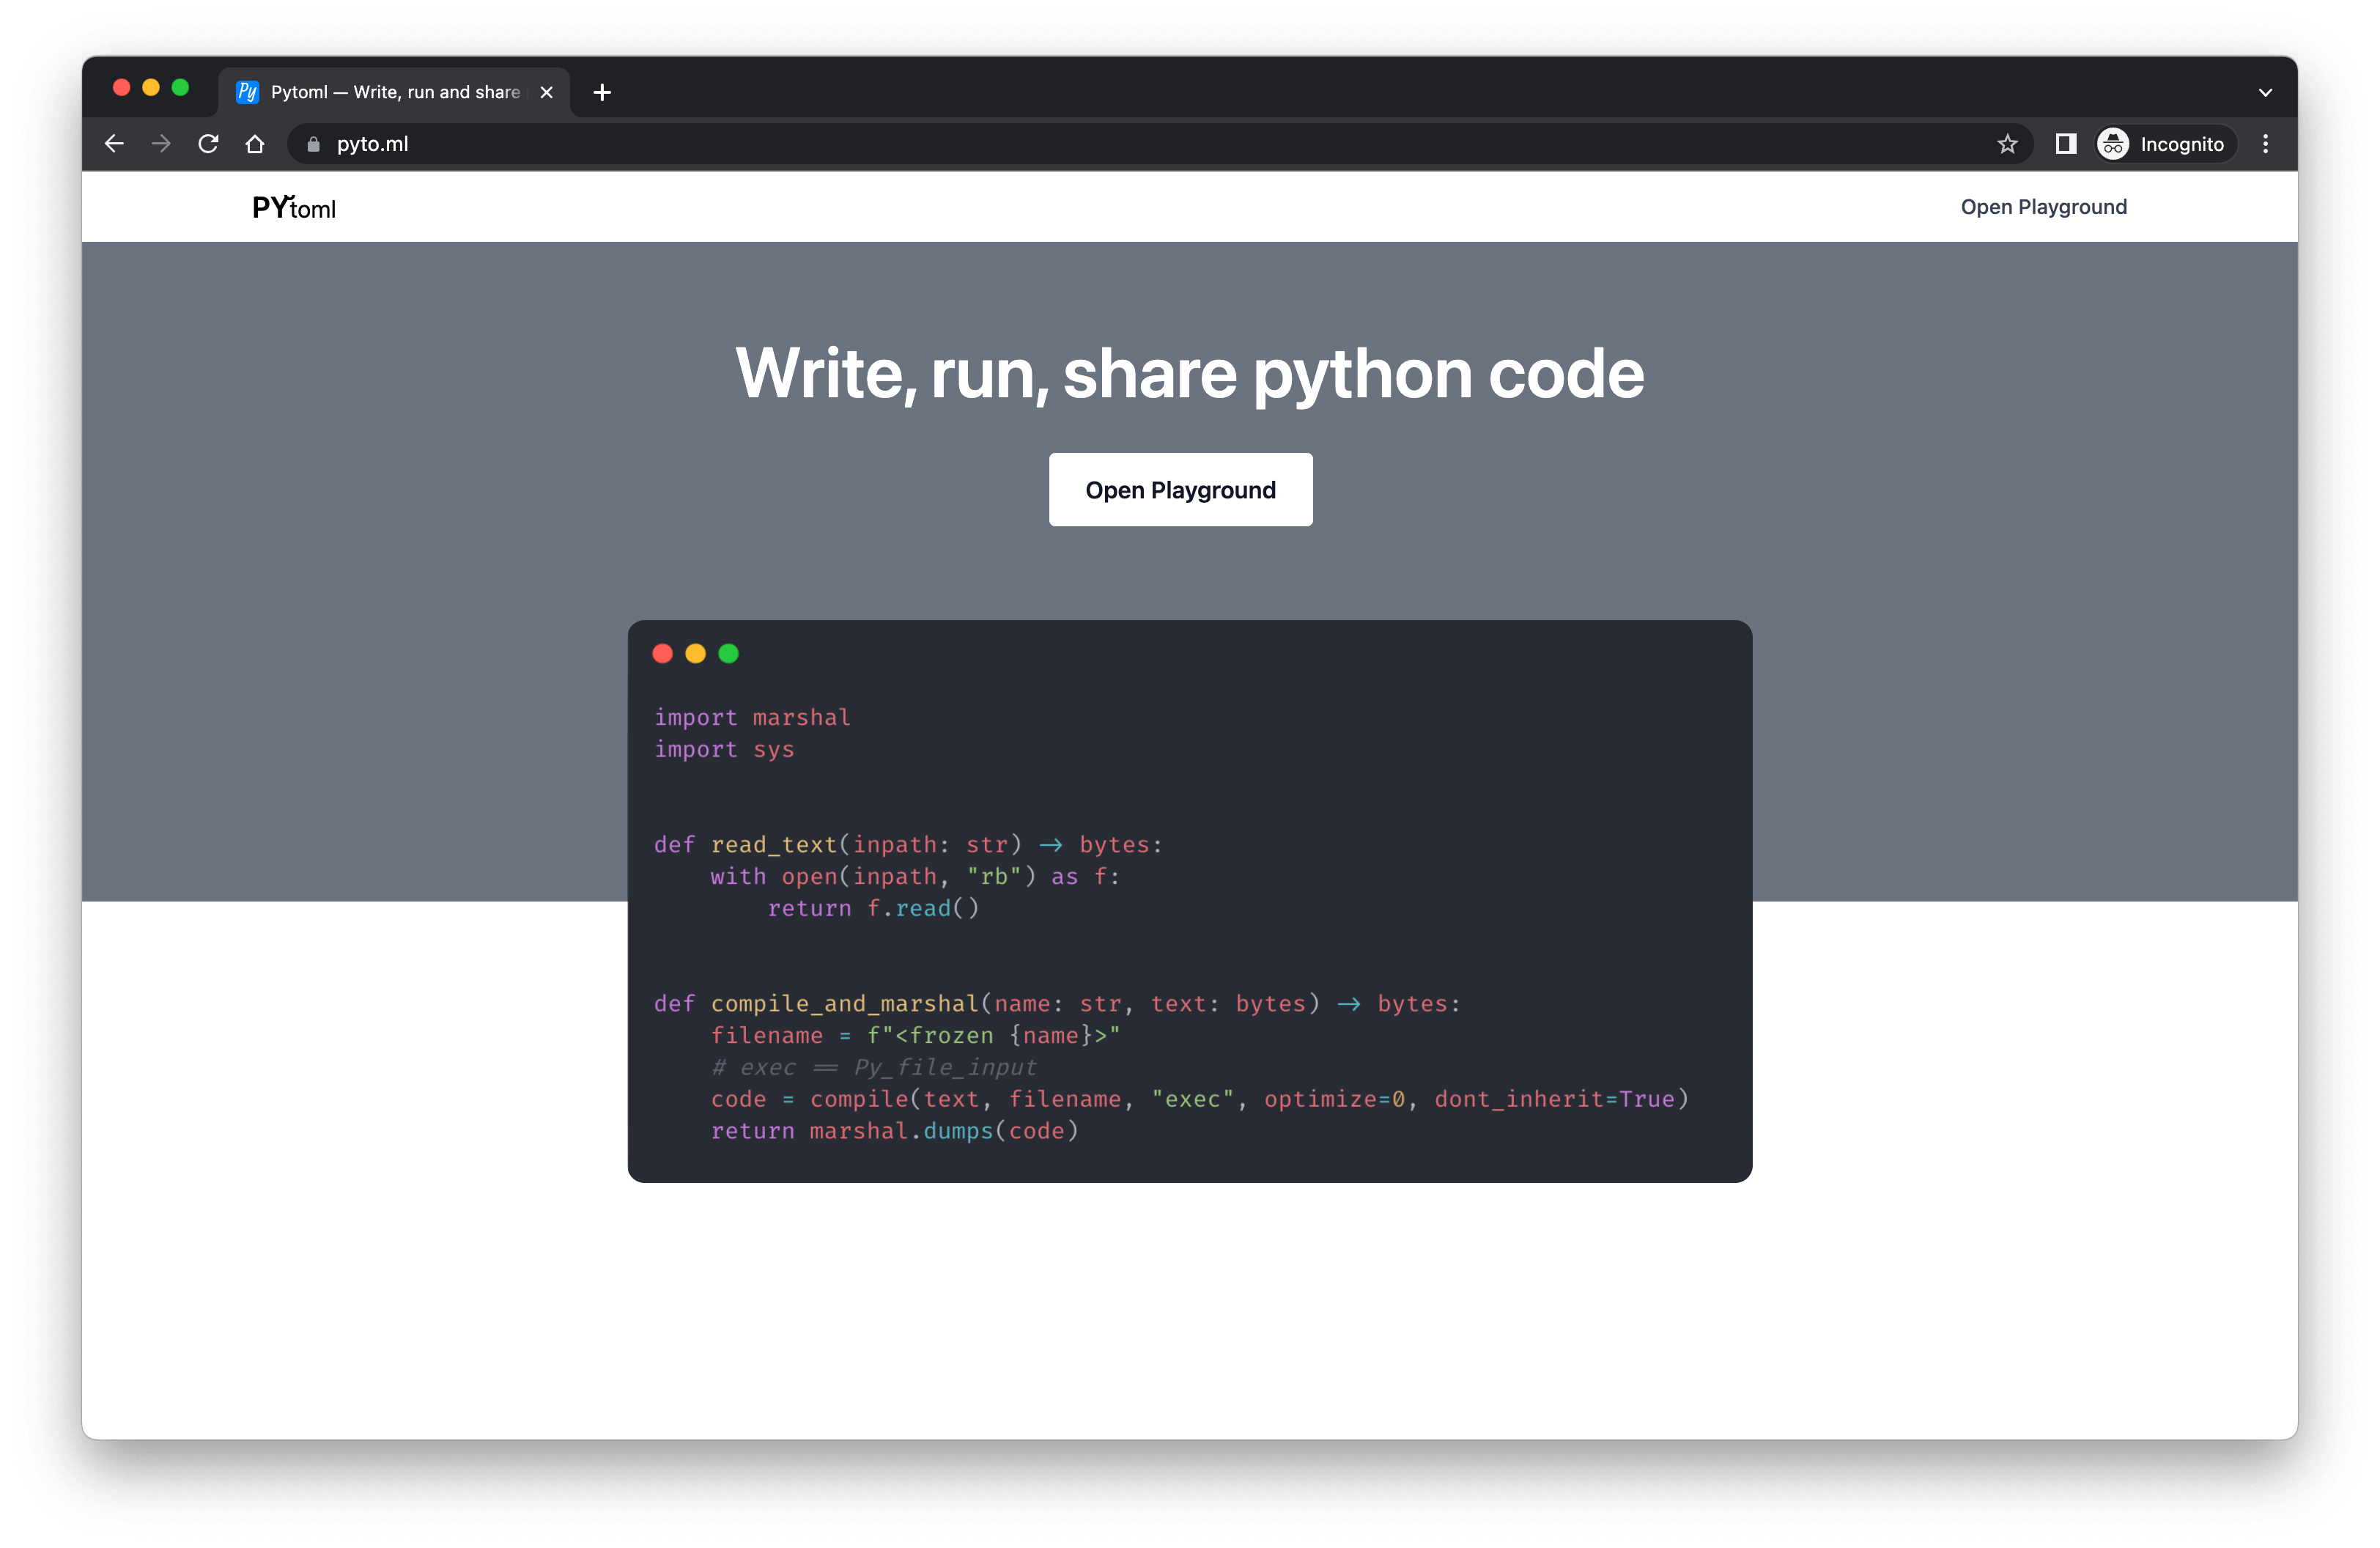 Py Pytoml — Write, run and share
pyto.ml
Incognito
PYtoml
Open Playground
Write, run, share python code
Open Playground
import marshal
import sys
def read_text(inpath: str) → bytes:
    with open(inpath, "rb") as f:
        return f.read()
def compile_and_marshal(name: str, text: bytes) → bytes:
    filename = f"<frozen {name}>"
    # exec == Py_file_input
    code = compile(text, filename, "exec", optimize=0, dont_inherit=True)
    return marshal.dumps(code)